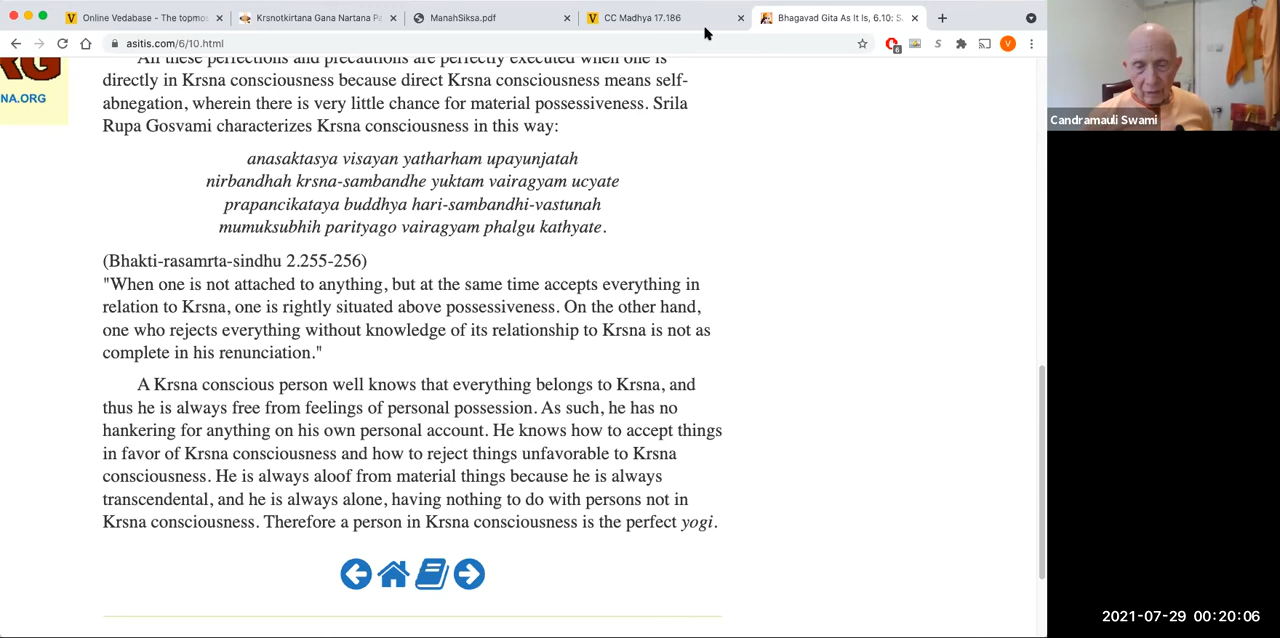 Online Vedabase - The topmos
Krsnotkirtana Gana Nartana Pa
ManahSiksa.pdf
CC Madhya 17.186
Bhagavad Gita As It Is, 6.10: S
asitis.com/6/10.html
NA.ORG
All these perfections and precautions are perfectly executed when one is
directly in Krsna consciousness because direct Krsna consciousness means self-
abnegation, wherein there is very little chance for material possessiveness. Srila
Rupa Gosvami characterizes Krsna consciousness in this way:
anasaktasya visayan yatharham upayunjatah
nirbandhah krsna-sambandhe yuktam vairagyam ucyate
prapancikataya buddhya hari-sambandhi-vastunah
mumuksubhih parityago vairagyam phalgu kathyate.
(Bhakti-rasamrta-sindhu 2.255-256)
"When one is not attached to anything, but at the same time accepts everything in
relation to Krsna, one is rightly situated above possessiveness. On the other hand,
one who rejects everything without knowledge of its relationship to Krsna is not as
complete in his renunciation."
A Krsna conscious person well knows that everything belongs to Krsna, and
thus he is always free from feelings of personal possession. As such, he has no
hankering for anything on his own personal account. He knows how to accept things
in favor of Krsna consciousness and how to reject things unfavorable to Krsna
consciousness. He is always aloof from material things because he is always
transcendental, and he is always alone, having nothing to do with persons not in
Krsna consciousness. Therefore a person in Krsna consciousness is the perfect yogi.
Candramauli Swami
2021-07-29 00:20:06